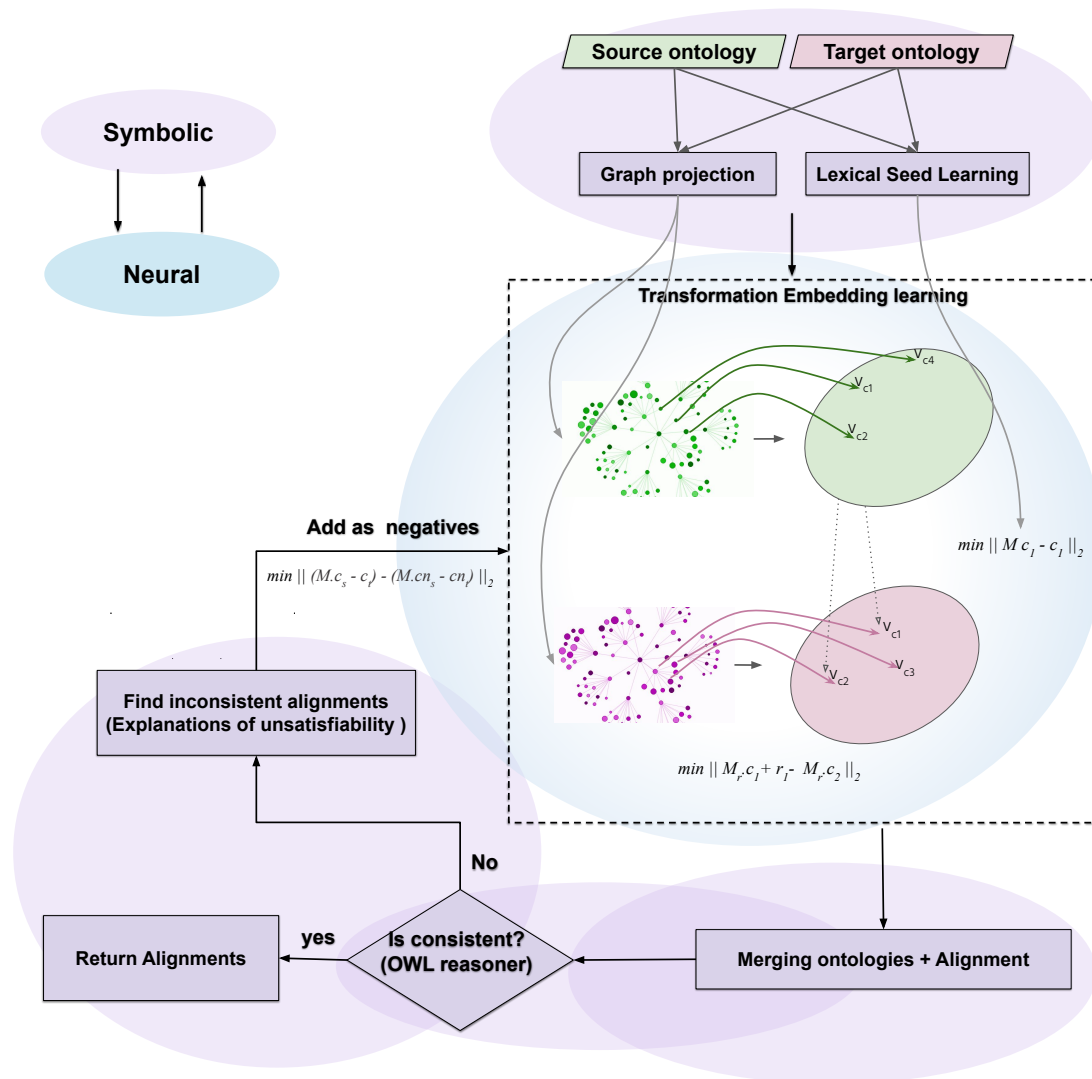 Source ontology
Target ontology
Symbolic
Graph projection
Lexical Seed Learning
Neural
Transformation Embedding learning
V_c4
V_c1
V_c2
Add as negatives
min || (M.c_s - c_t) - (M.cn_s - cn_t) ||_2
min || M c_1 - c_1 ||_2
V_c1
V_c3
V_c2
Find inconsistent alignments
(Explanations of unsatisfiability )
min || M_r.c_1 + r_1 - M_r.c_2 ||_2
No
yes
Is consistent?
(OWL reasoner)
Return Alignments
Merging ontologies + Alignment